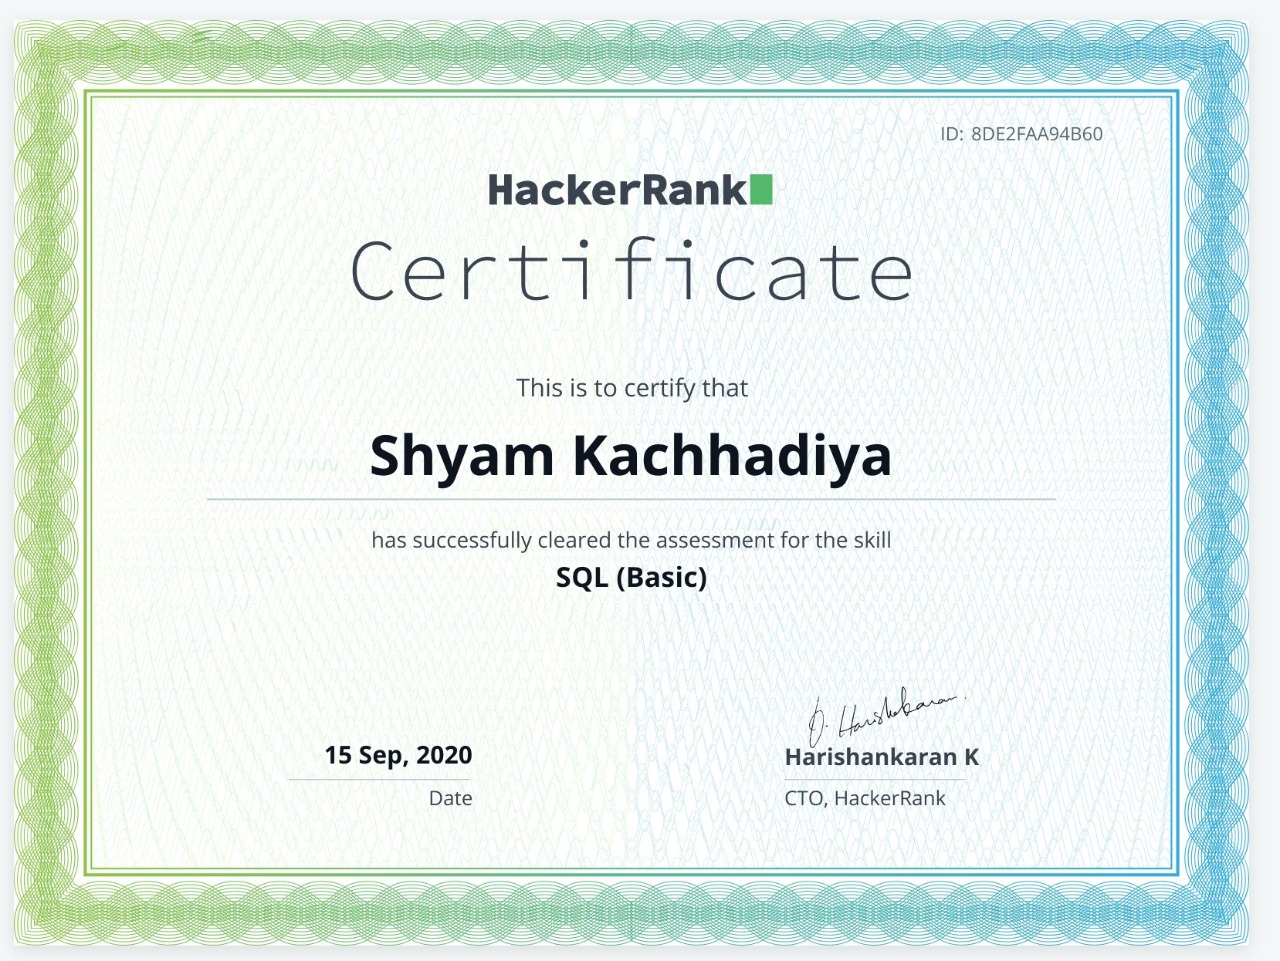 ID: 8DE2FAA94B60
HackerRank
Certificate
This is to certify that
Shyam Kachhadiya
has successfully cleared the assessment for the skill
SQL (Basic)
D. Harishankaran
15 Sep, 2020
Harishankaran K
Date
CTO, HackerRank